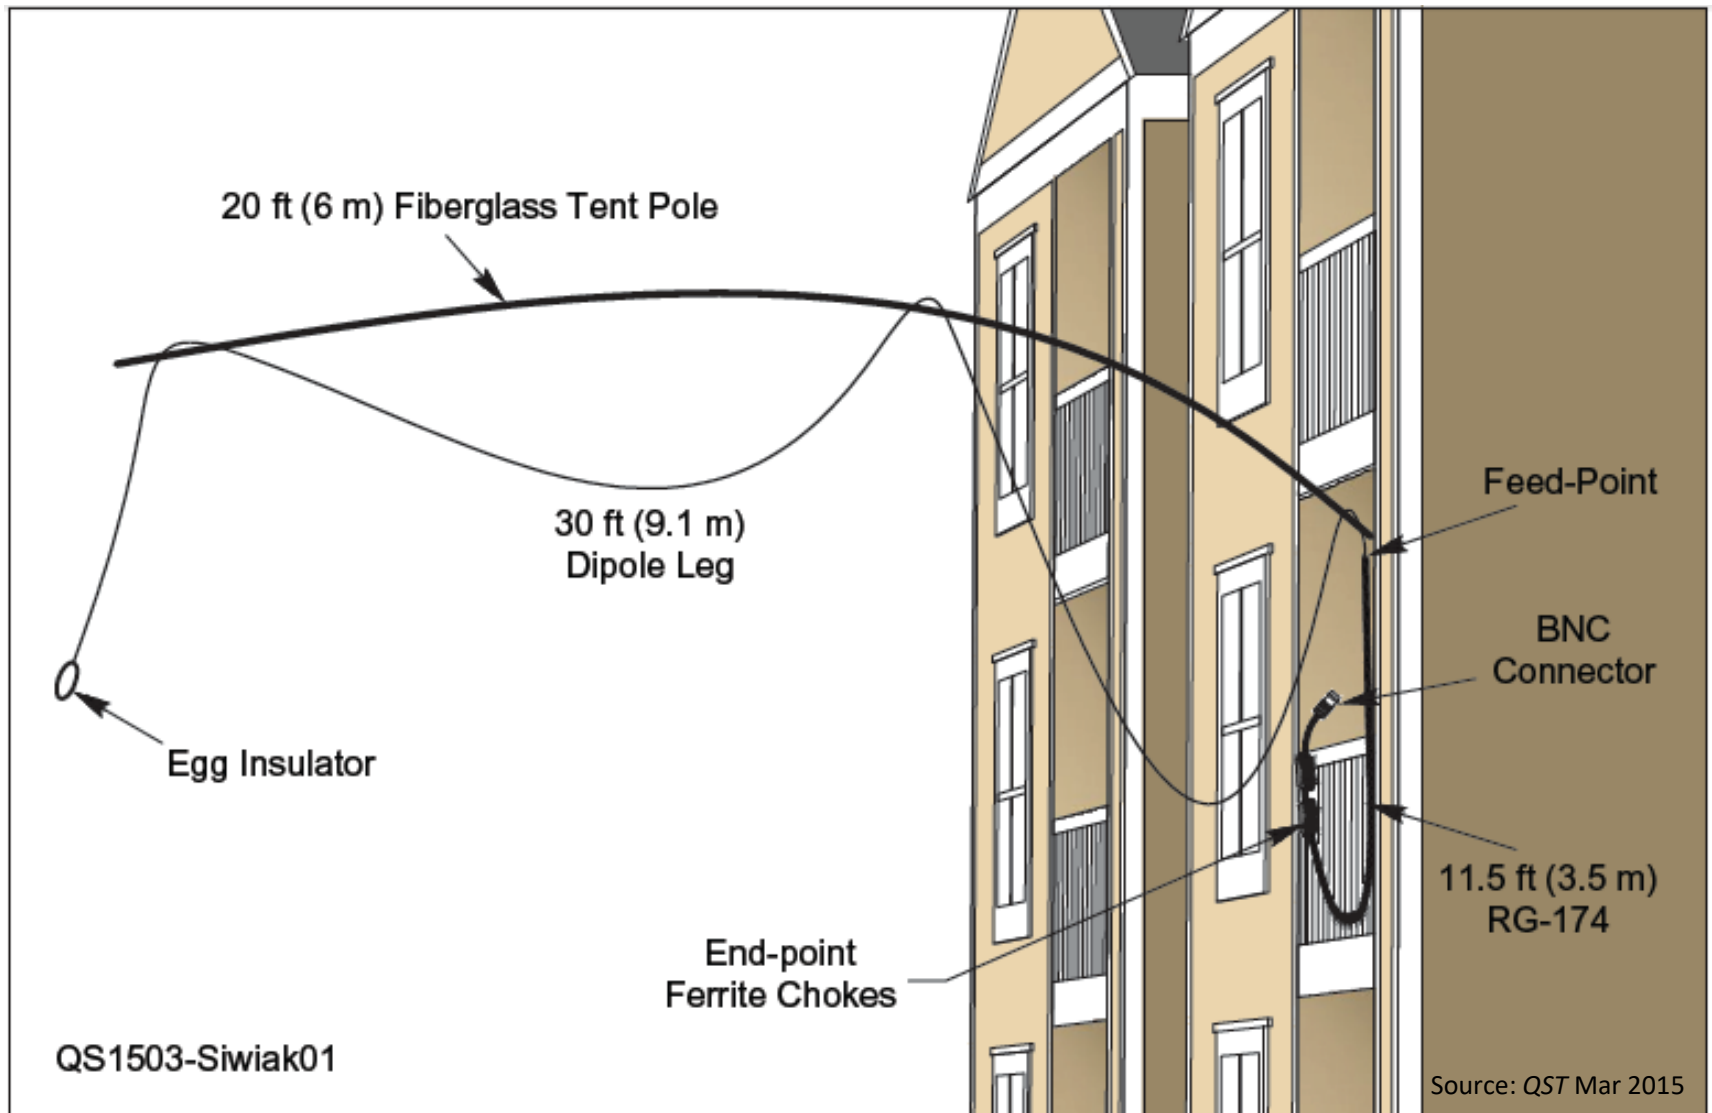 20 ft (6 m) Fiberglass Tent Pole
30 ft (9.1 m)
Dipole Leg
Feed-Point
BNC
Connector
Egg Insulator
11.5 ft (3.5 m)
RG-174
End-point
Ferrite Chokes
QS1503-Siwiak01
Source: QST Mar 2015